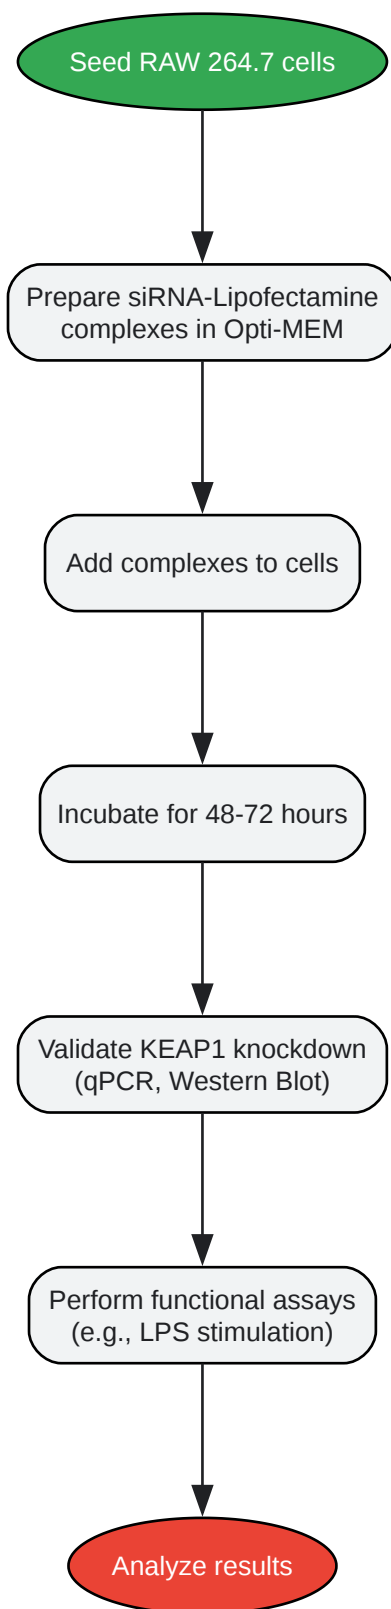 Seed RAW 264.7 cells
Prepare siRNA-Lipofectamine
complexes in Opti-MEM
Add complexes to cells
Incubate for 48-72 hours
Validate KEAP1 knockdown
(qPCR, Western Blot)
Perform functional assays
(e.g., LPS stimulation)
Analyze results